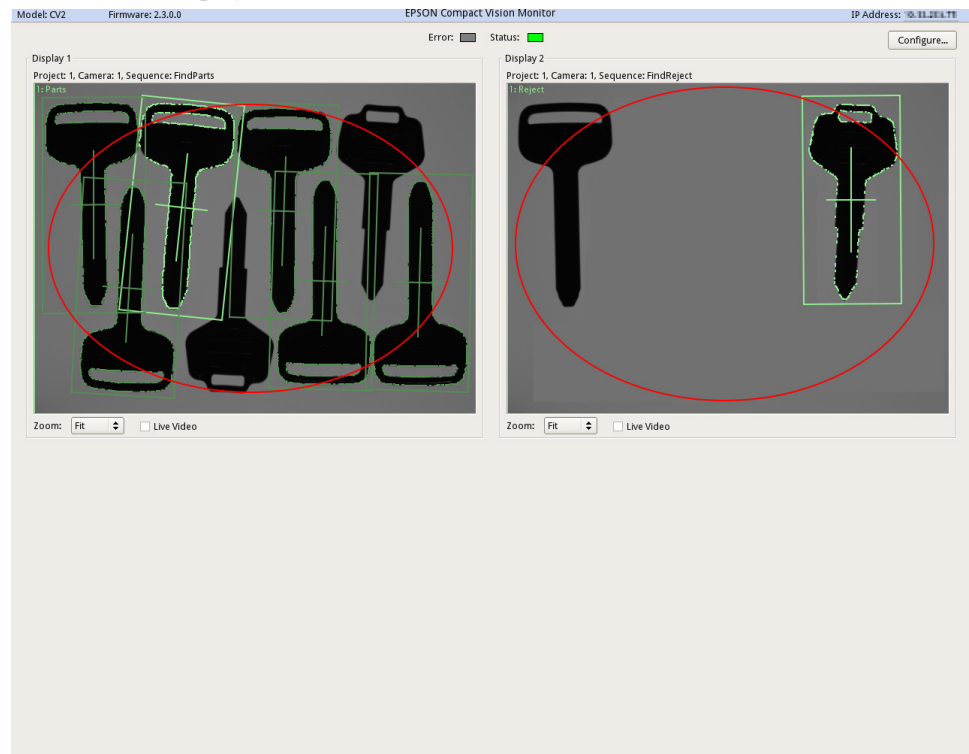 Model: CV2 Firmware: 2.3.0.0 EPSON Compact Vision Monitor IP Address:
Error: Status: Configure...
Display 1 Display 2
Project: 1, Camera: 1, Sequence: FindParts Project: 1, Camera: 1, Sequence: FindReject
1: Parts 1: Reject
Zoom: Fit Live Video Zoom: Fit Live Video